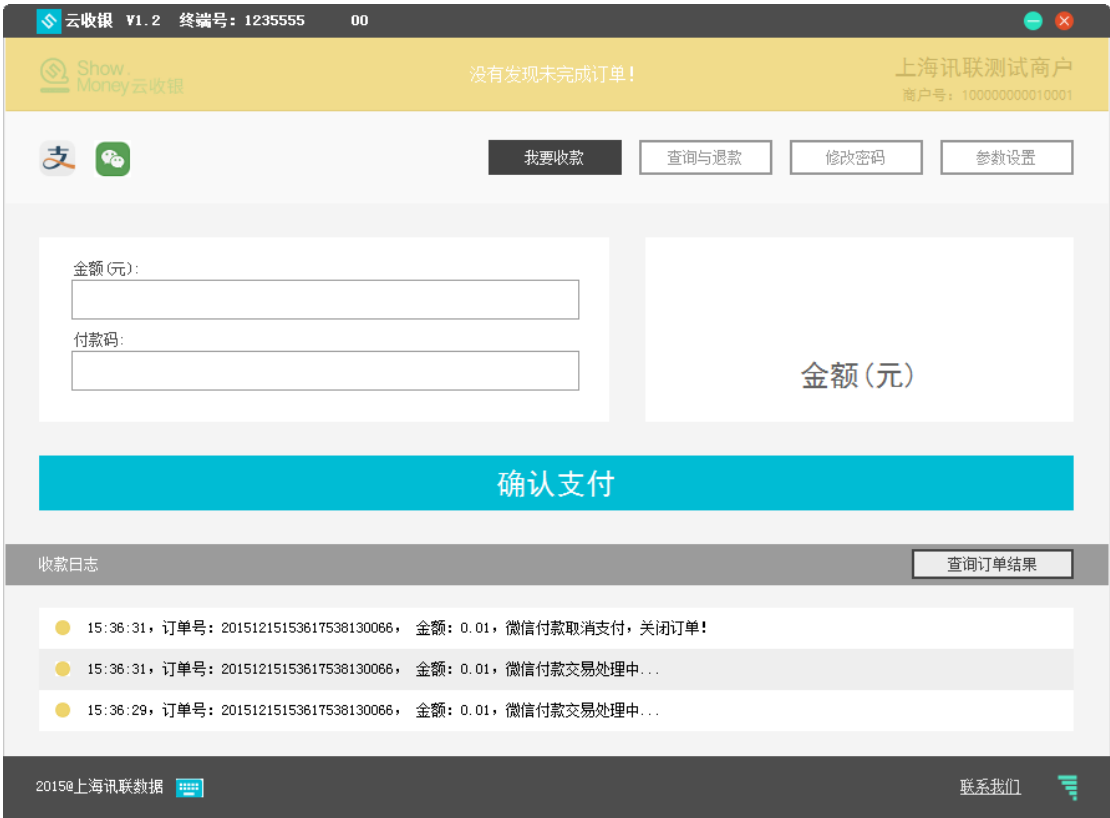 云收银 V1.2 终端号: 1235555 00
Show
Money云收银
没有发现未完成订单!
上海讯联测试商户
商户号: 100000000010001
支
我要收款
查询与退款
修改密码
参数设置
金额(元):
付款码:
金额(元)
确认支付
收款日志
查询订单结果
15:36:31, 订单号: 20151215153617538130066, 金额: 0.01, 微信付款取消支付, 关闭订单!
15:36:31, 订单号: 20151215153617538130066, 金额: 0.01, 微信付款交易处理中...
15:36:29, 订单号: 20151215153617538130066, 金额: 0.01, 微信付款交易处理中...
2015@上海讯联数据
联系我们